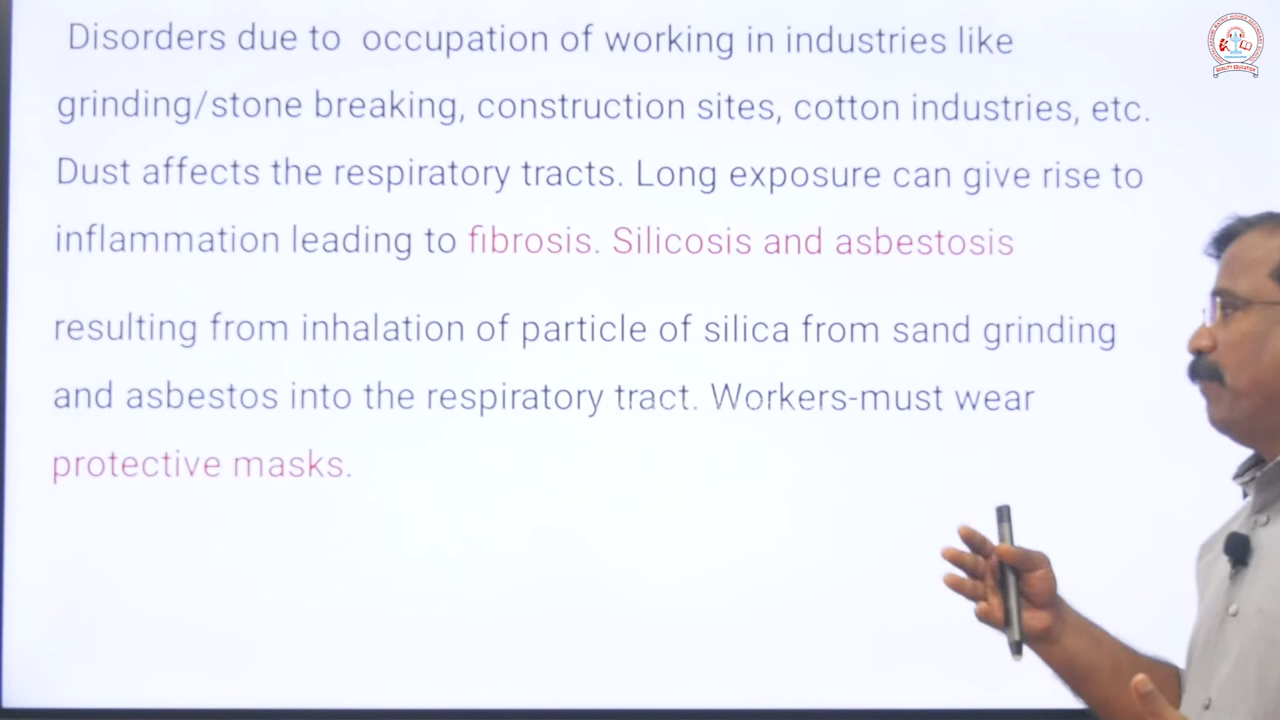 Disorders due to occupation of working in industries like
grinding/stone breaking, construction sites, cotton industries, etc.
Dust affects the respiratory tracts. Long exposure can give rise to
inflammation leading to fibrosis. Silicosis and asbestosis
resulting from inhalation of particle of silica from sand grinding
and asbestos into the respiratory tract. Workers-must wear
protective masks.
QUALITY EDUCATION